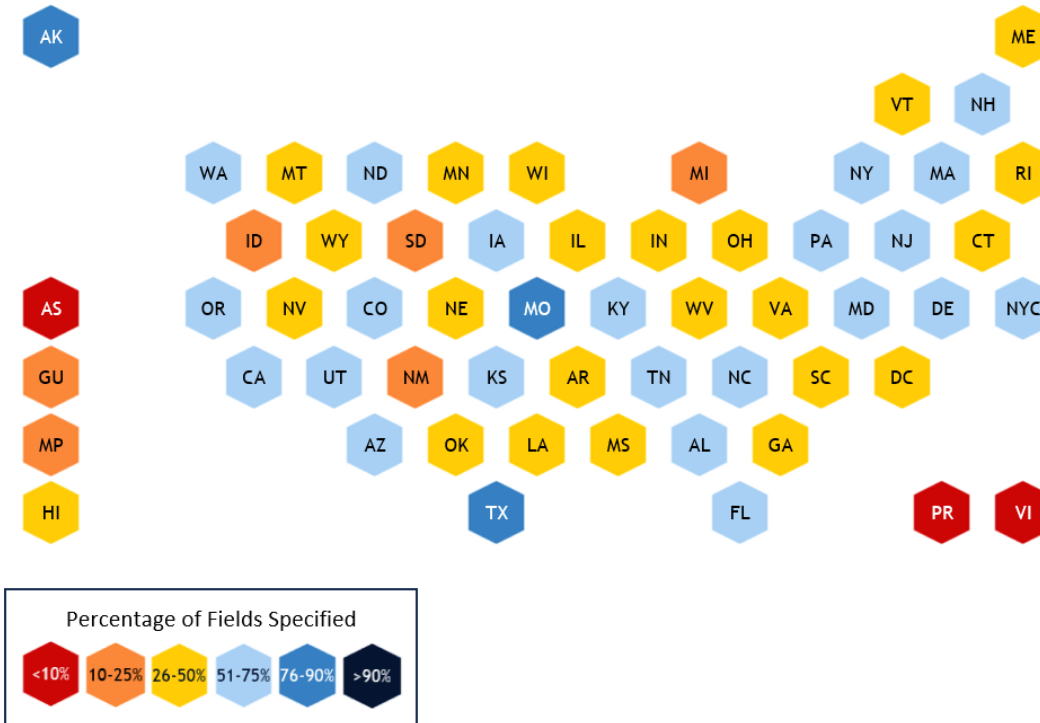 AK ME
VT NH
WA MT ND MN WI MI NY MA RI
ID WY SD IA IL IN OH PA NJ CT
AS OR NV CO NE MO KY WV VA MD DE NYC
GU CA UT NM KS AR TN NC SC DC
MP AZ OK LA MS AL GA
HI TX FL PR VI
Percentage of Fields Specified
<10% 10-25% 26-50% 51-75% 76-90% >90%